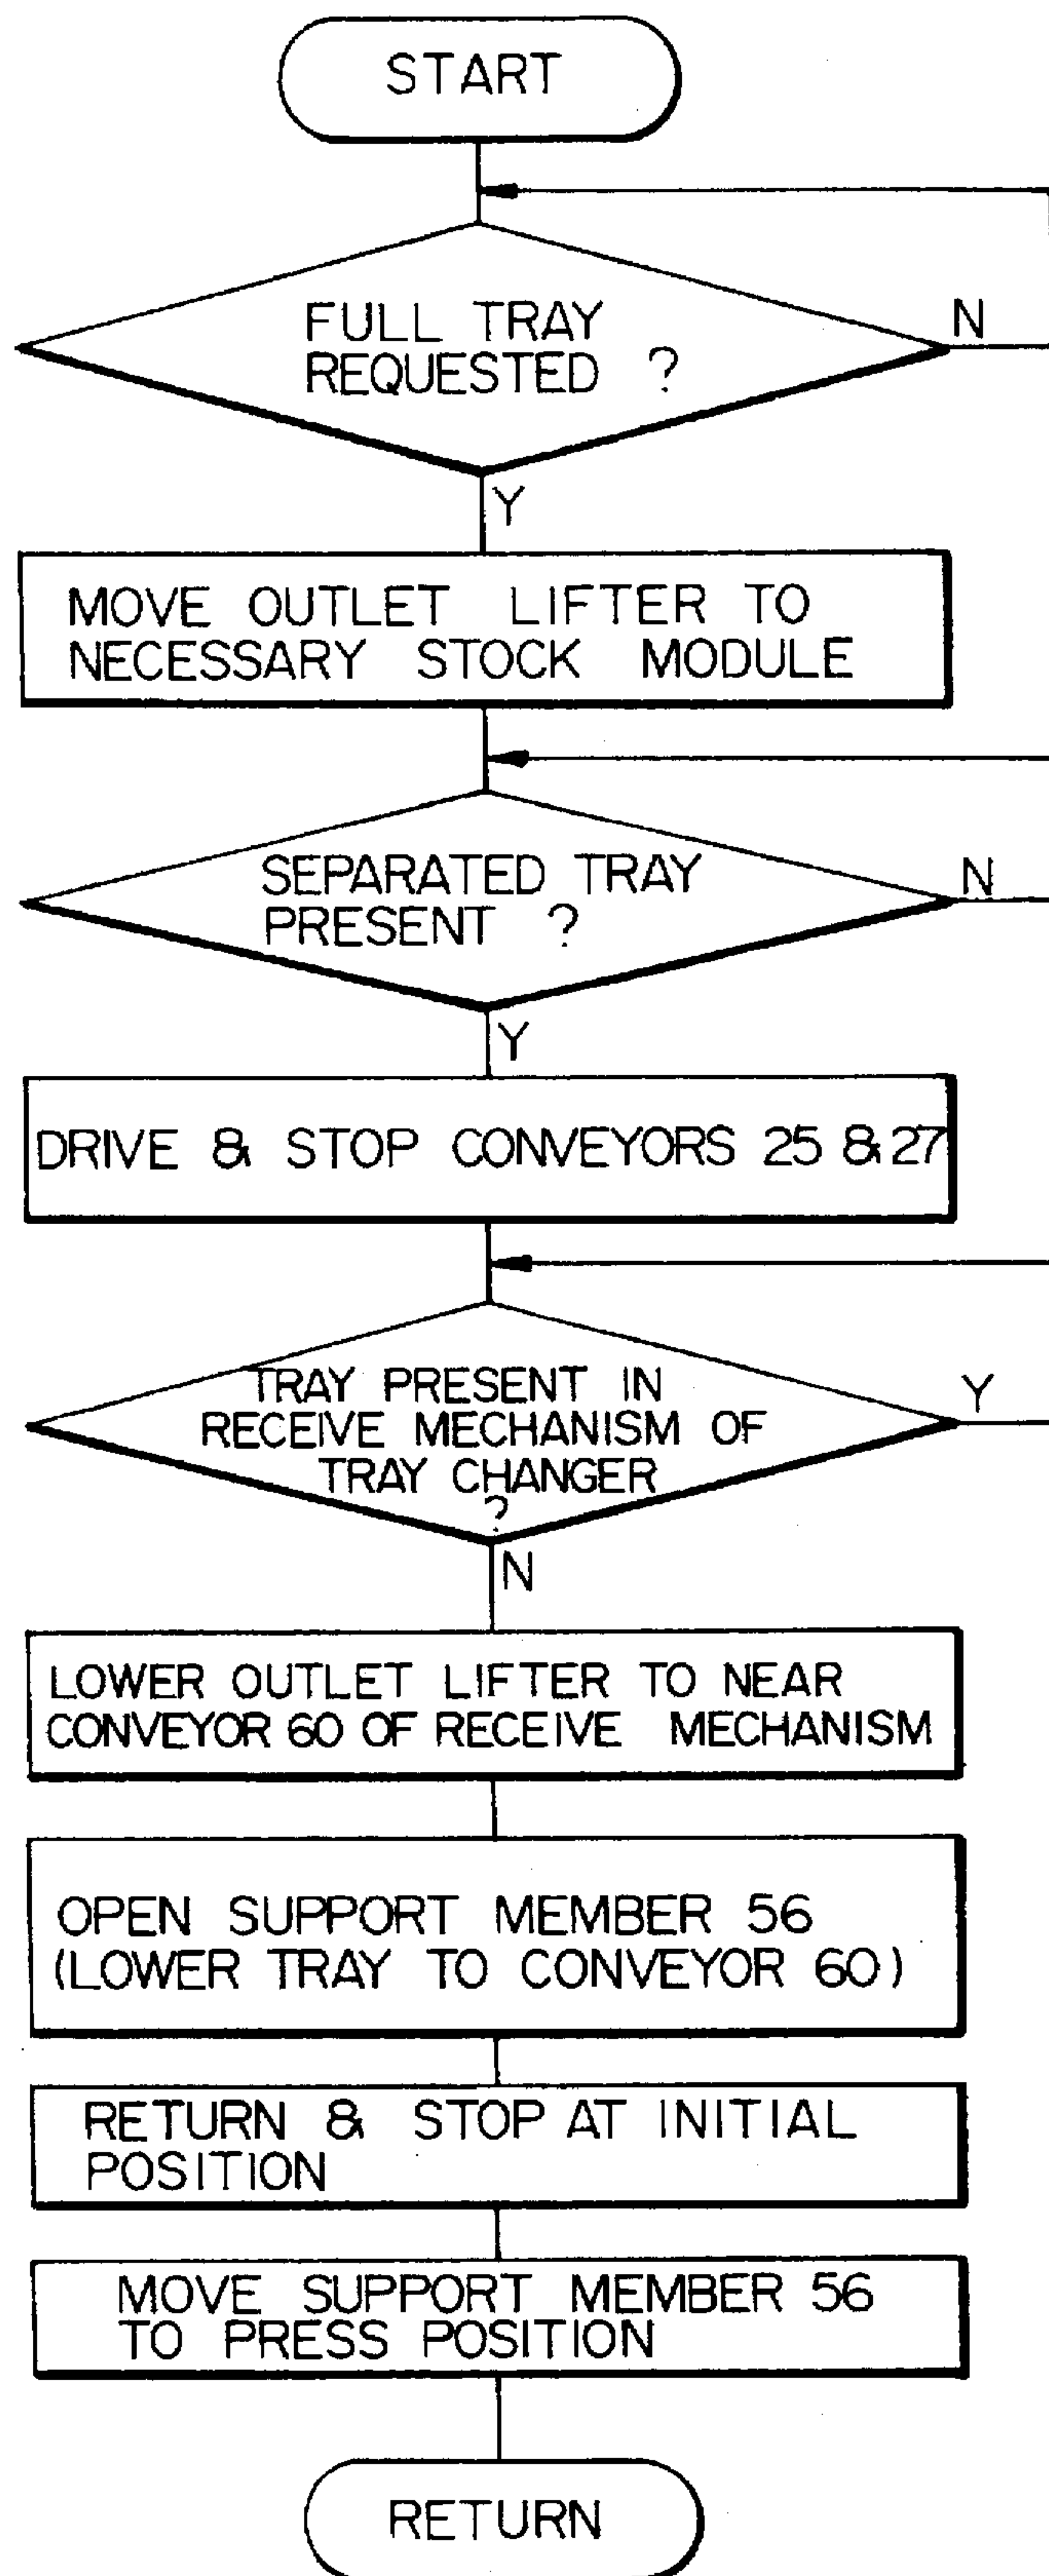 START
FULL TRAY
REQUESTED ?
N
Y
MOVE OUTLET LIFTER TO
NECESSARY STOCK MODULE
SEPARATED TRAY
PRESENT ?
N
Y
DRIVE & STOP CONVEYORS 25 & 27
TRAY PRESENT IN
RECEIVE MECHANISM OF
TRAY CHANGER
?
Y
N
LOWER OUTLET LIFTER TO NEAR
CONVEYOR 60 OF RECEIVE MECHANISM
OPEN SUPPORT MEMBER 56
(LOWER TRAY TO CONVEYOR 60)
RETURN & STOP AT INITIAL
POSITION
MOVE SUPPORT MEMBER 56
TO PRESS POSITION
RETURN